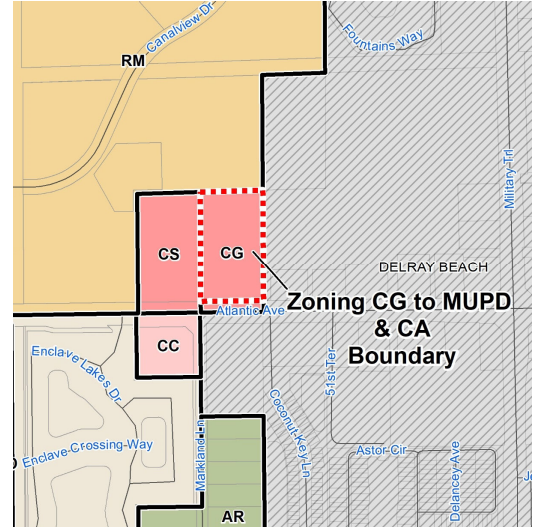 Fountains Way
Canalview Dr
RM
Military Trl
CS
CG
DELRAY BEACH
Zoning CG to MUPD
& CA
Boundary
Atlantic Ave
CC
Enclave Lakes Dr
51st Ter
Coconut Key Ln
Enclave Crossing Way
Markland Ln
Astor Cir
Delancey Ave
AR